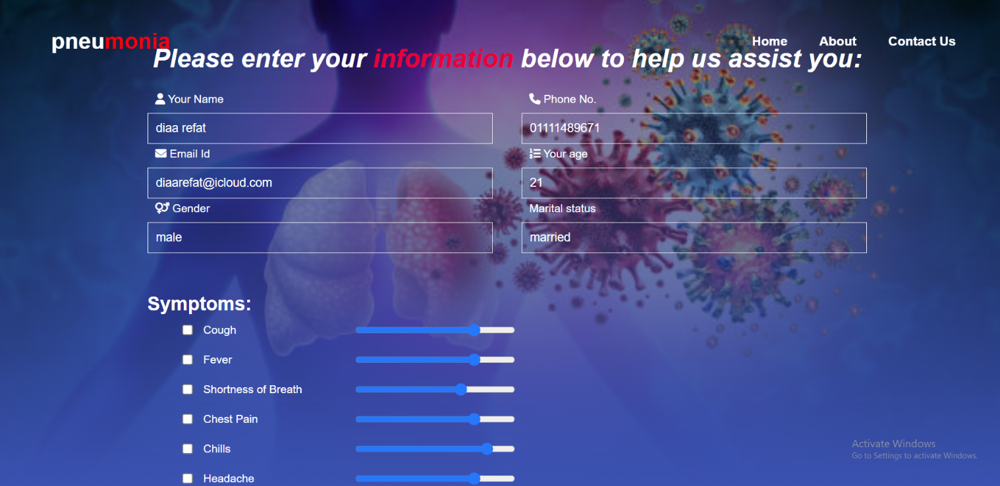 pneumonia
Home About Contact Us
Please enter your information below to help us assist you:
Your Name
Phone No.
diaa refat
01111489671
Email Id
Your age
diaarefat@icloud.com
21
Gender
Marital status
male
married
Symptoms:
Cough
Fever
Shortness of Breath
Chest Pain
Chills
Headache
Activate Windows
Go to Settings to activate Windows.